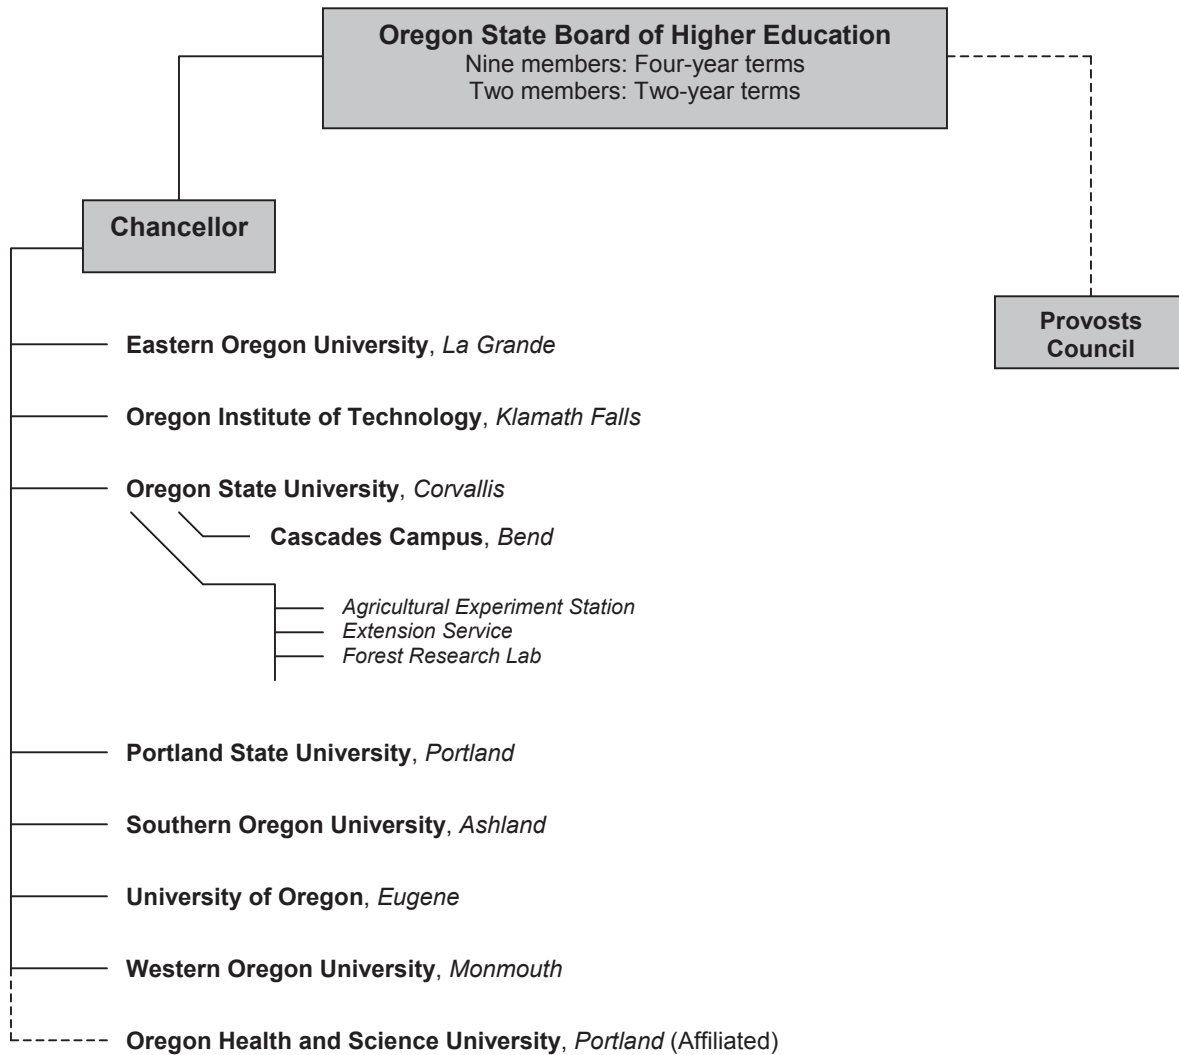 Oregon State Board of Higher Education
Nine members: Four-year terms
Two members: Two-year terms
Chancellor
Provosts
Council
Eastern Oregon University, La Grande
Oregon Institute of Technology, Klamath Falls
Oregon State University, Corvallis
Cascades Campus, Bend
Agricultural Experiment Station
Extension Service
Forest Research Lab
Portland State University, Portland
Southern Oregon University, Ashland
University of Oregon, Eugene
Western Oregon University, Monmouth
Oregon Health and Science University, Portland (Affiliated)